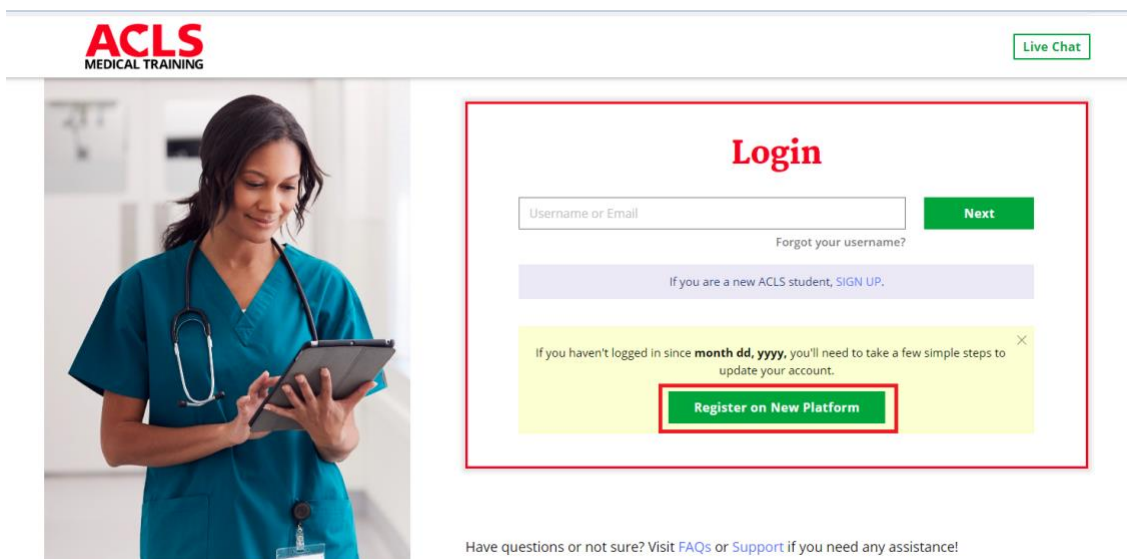 ACLS
MEDICAL TRAINING
Live Chat
Login
Username or Email
Next
Forgot your username?
If you are a new ACLS student, SIGN UP.
If you haven't logged in since month dd, yyyy, you'll need to take a few simple steps to
update your account.
Register on New Platform
Have questions or not sure? Visit FAQs or Support if you need any assistance!